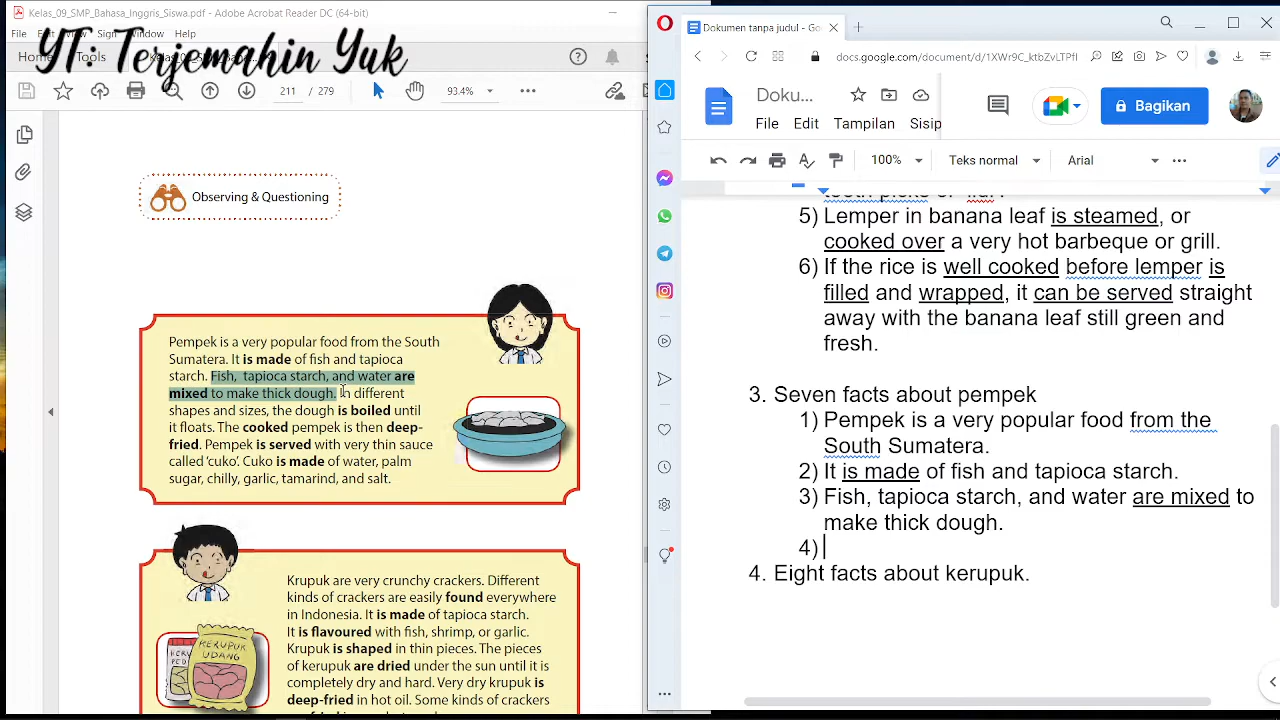 Kelas_09_SMP_Bahasa_Inggris_Siswa.pdf - Adobe Acrobat Reader DC (64-bit)
File
Sign Window Help
YT: Terjemahin Yuk
211 / 279
93.4%
Observing & Questioning
Pempek is a very popular food from the South
Sumatera. It is made of fish and tapioca
starch. Fish, tapioca starch, and water are
mixed to make thick dough. In different
shapes and sizes, the dough is boiled until
it floats. The cooked pempek is then deep-
fried. Pempek is served with very thin sauce
called 'cuko'. Cuko is made of water, palm
sugar, chilly, garlic, tamarind, and salt.
Krupuk are very crunchy crackers. Different
kinds of crackers are easily found everywhere
in Indonesia. It is made of tapioca starch.
It is flavoured with fish, shrimp, or garlic.
Krupuk is shaped in thin pieces. The pieces
of kerupuk are dried under the sun until it is
completely dry and hard. Very dry krupuk is
deep-fried in hot oil. Some kinds of crackers
KERUPUK
UDANG
Dokumen tanpa judul - G
docs.google.com/document/d/1XWr9C_ktbZvLTPfl
Doku...
File Edit Tampilan Sisip
Bagikan
100% Teks normal Arial
5) Lemper in banana leaf is steamed, or
cooked over a very hot barbeque or grill.
6) If the rice is well cooked before lemper is
filled and wrapped, it can be served straight
away with the banana leaf still green and
fresh.
3. Seven facts about pempek
1) Pempek is a very popular food from the
South Sumatera.
2) It is made of fish and tapioca starch.
3) Fish, tapioca starch, and water are mixed to
make thick dough.
4)
4. Eight facts about kerupuk.